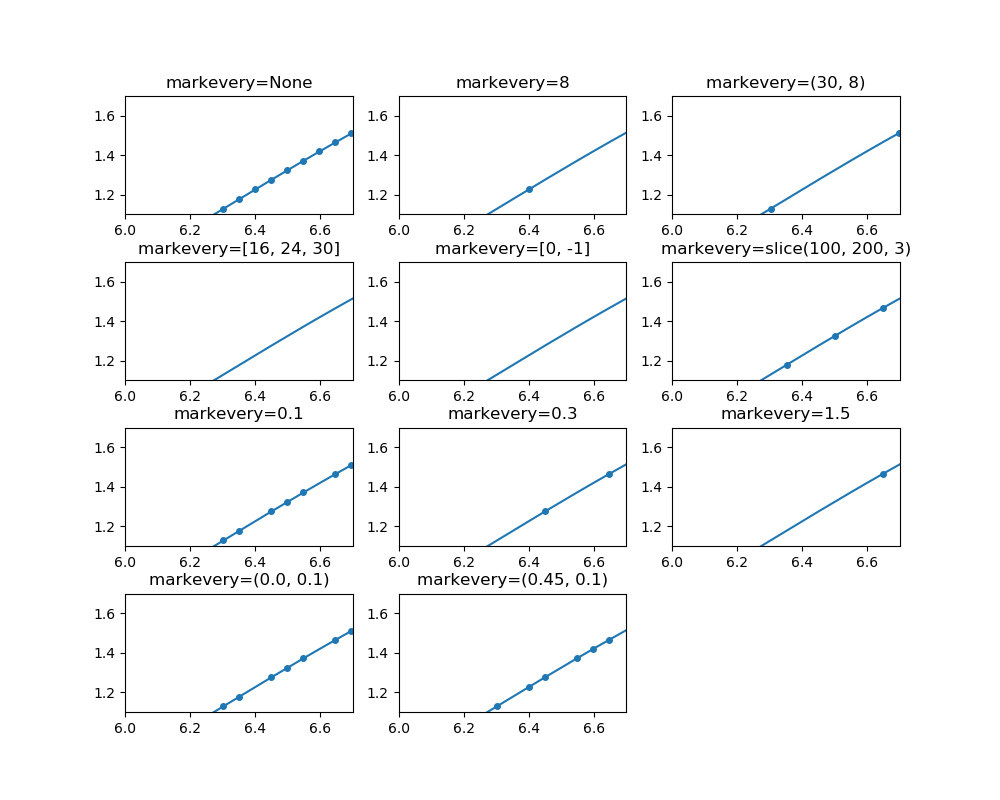 markevery=None markevery=8 markevery=(30, 8)
1.6 1.6 1.6
1.4 1.4 1.4
1.2 1.2 1.2
6.0 6.2 6.4 6.6 6.0 6.2 6.4 6.6 6.0 6.2 6.4 6.6
markevery=[16, 24, 30] markevery=[0, -1] markevery=slice(100, 200, 3)
1.6 1.6 1.6
1.4 1.4 1.4
1.2 1.2 1.2
6.0 6.2 6.4 6.6 6.0 6.2 6.4 6.6 6.0 6.2 6.4 6.6
markevery=0.1 markevery=0.3 markevery=1.5
1.6 1.6 1.6
1.4 1.4 1.4
1.2 1.2 1.2
6.0 6.2 6.4 6.6 6.0 6.2 6.4 6.6 6.0 6.2 6.4 6.6
markevery=(0.0, 0.1) markevery=(0.45, 0.1)
1.6 1.6
1.4 1.4
1.2 1.2
6.0 6.2 6.4 6.6 6.0 6.2 6.4 6.6